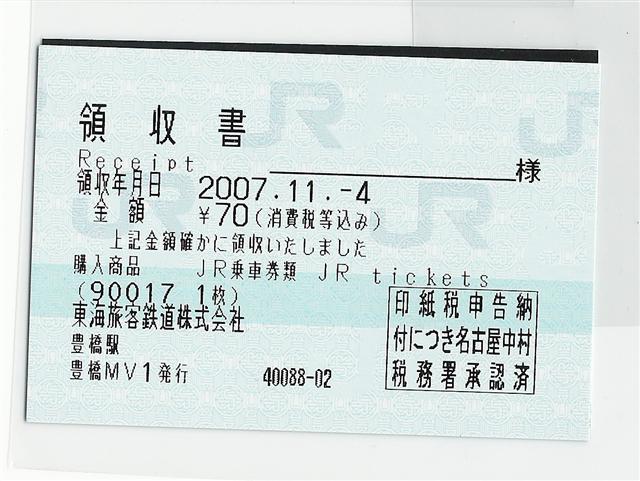 領収書
Receipt 様
領収年月日 2007.11.-4
金額 ¥70(消費税等込み)
上記金額確かに領収いたしました
購入商品 JR乗車券類 JR tickets
(90017 1枚)
東海旅客鉄道株式会社
豊橋駅
豊橋MV1発行 40088-02
印紙税申告納
付につき名古屋中村
税務署承認済